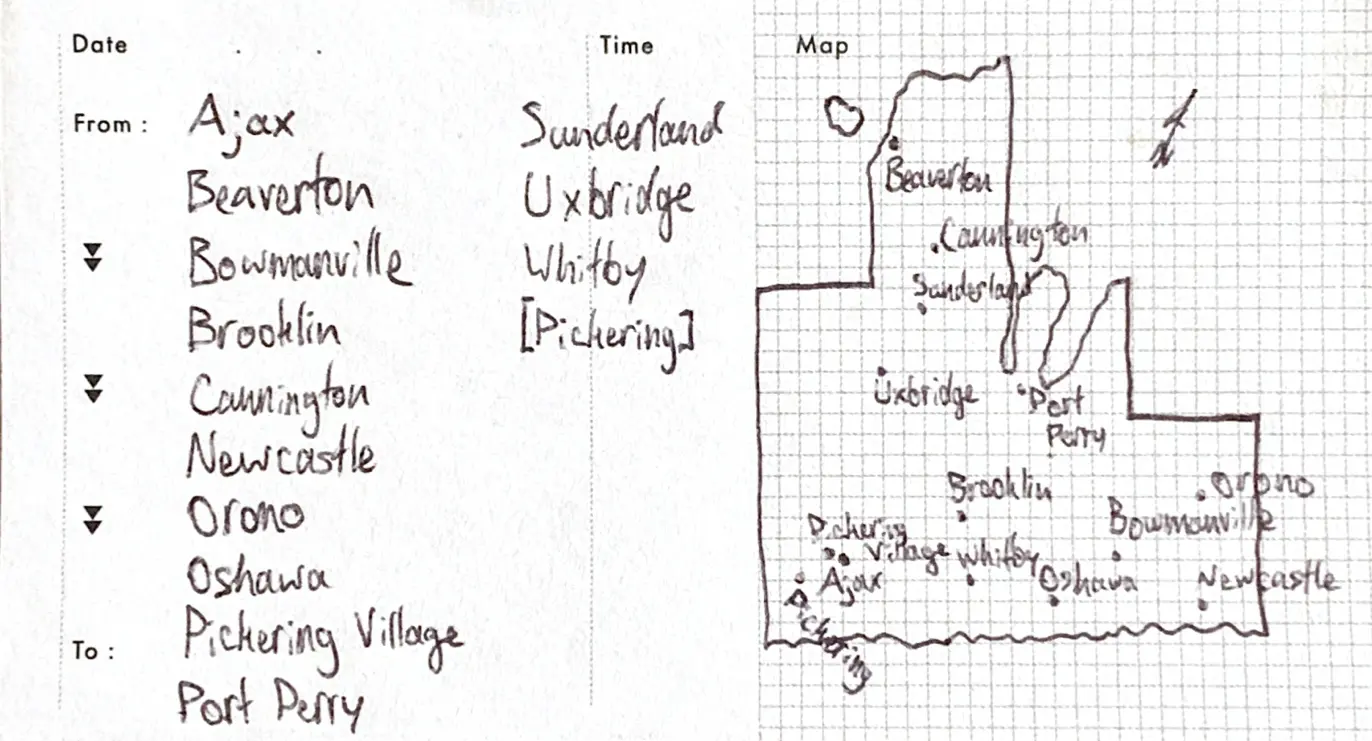 Date
Time
Map
From :
Ajax
Beaverton
Bowmanville
Brooklin
Cannington
Newcastle
Orono
Oshawa
Pickering Village
To :
Port Perry
Sunderland
Uxbridge
Whitby
[Pickering]
Beaverton
Cannington
Sunderland
Uxbridge
Port
Perry
Brooklin
Orono
Bowmanville
Pickering
Village
Whitby
Ajax
Oshawa
Newcastle
Pickering